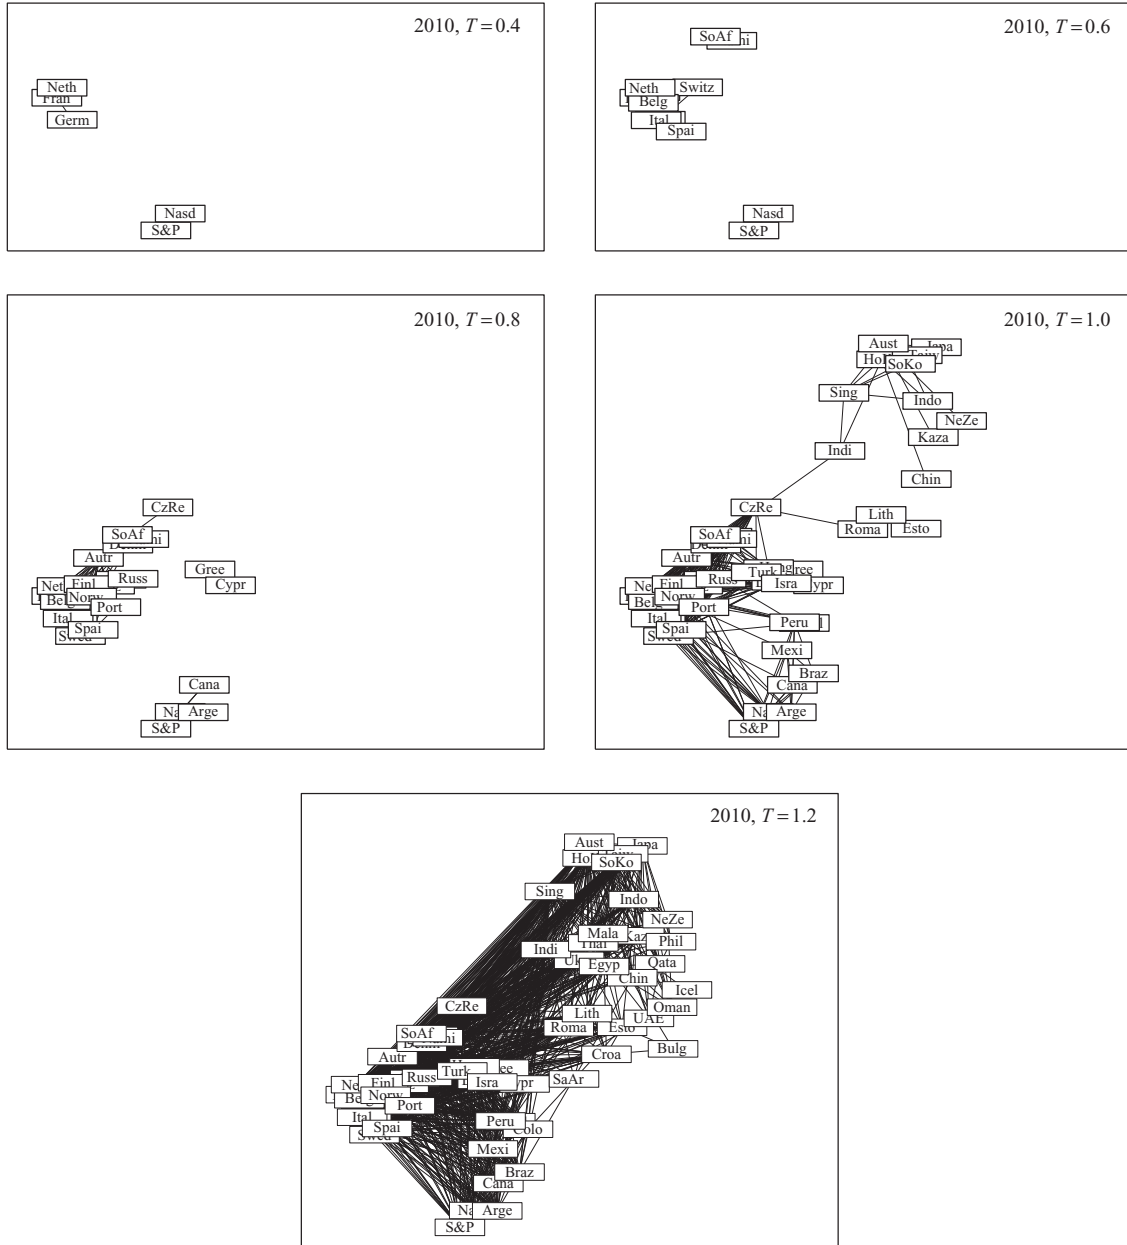 2010, T=0.4
Neth
Fran
Germ
Nasd
S&P
2010, T=0.6
SoAf
Neth
Switz
Belg
Ital
Spai
Nasd
S&P
2010, T=0.8
CzRe
SoAf
Autr
Gree
Russ
Finl
Cypr
Norw
Port
Ital
Spai
Swed
Cana
Arge
S&P
2010, T=1.0
Aust
Japa
SoKo
Sing
Indo
NeZe
Kaza
Indi
Chin
CzRe
Lith
Roma
Esto
SoAf
Autr
Turk
Russ
Isra
Finl
Norw
Port
Ital
Peru
Spai
Swed
Mexi
Braz
Cana
Arge
S&P
2010, T=1.2
Aust
Japa
SoKo
Sing
Indo
NeZe
Mala
Phil
Indi
Thai
Egyp
Qata
Chin
Icel
CzRe
Oman
Lith
UAE
Roma
Esto
SoAf
Bulg
Croa
Autr
Turk
Russ
Isra
SaAr
Finl
Norw
Port
Ital
Peru
Spai
Colo
Swed
Mexi
Braz
Cana
Arge
S&P